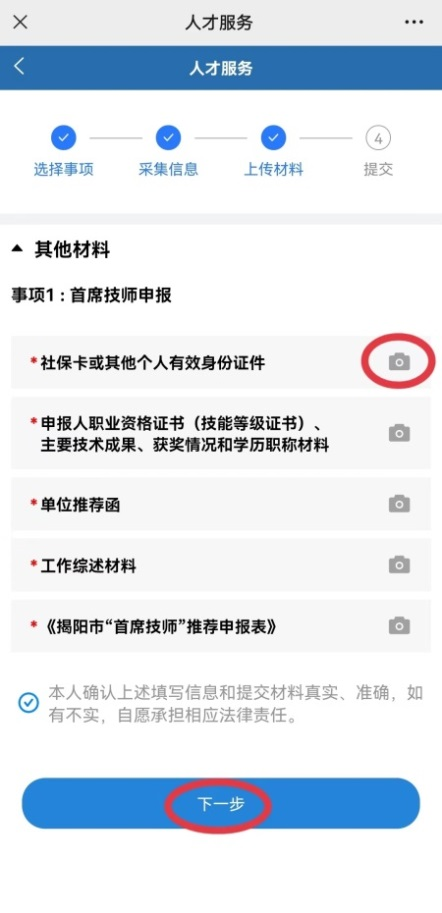 人才服务
人才服务
4
选择事项 采集信息 上传材料 提交
其他材料
事项1：首席技师申报
*社保卡或其他个人有效身份证件
*申报人职业资格证书（技能等级证书）、
主要技术成果、获奖情况和学历职称材料
*单位推荐函
*工作综述材料
*《揭阳市“首席技师”推荐申报表》
本人确认上述填写信息和提交材料真实、准确，如
有不实，自愿承担相应法律责任。
下一步